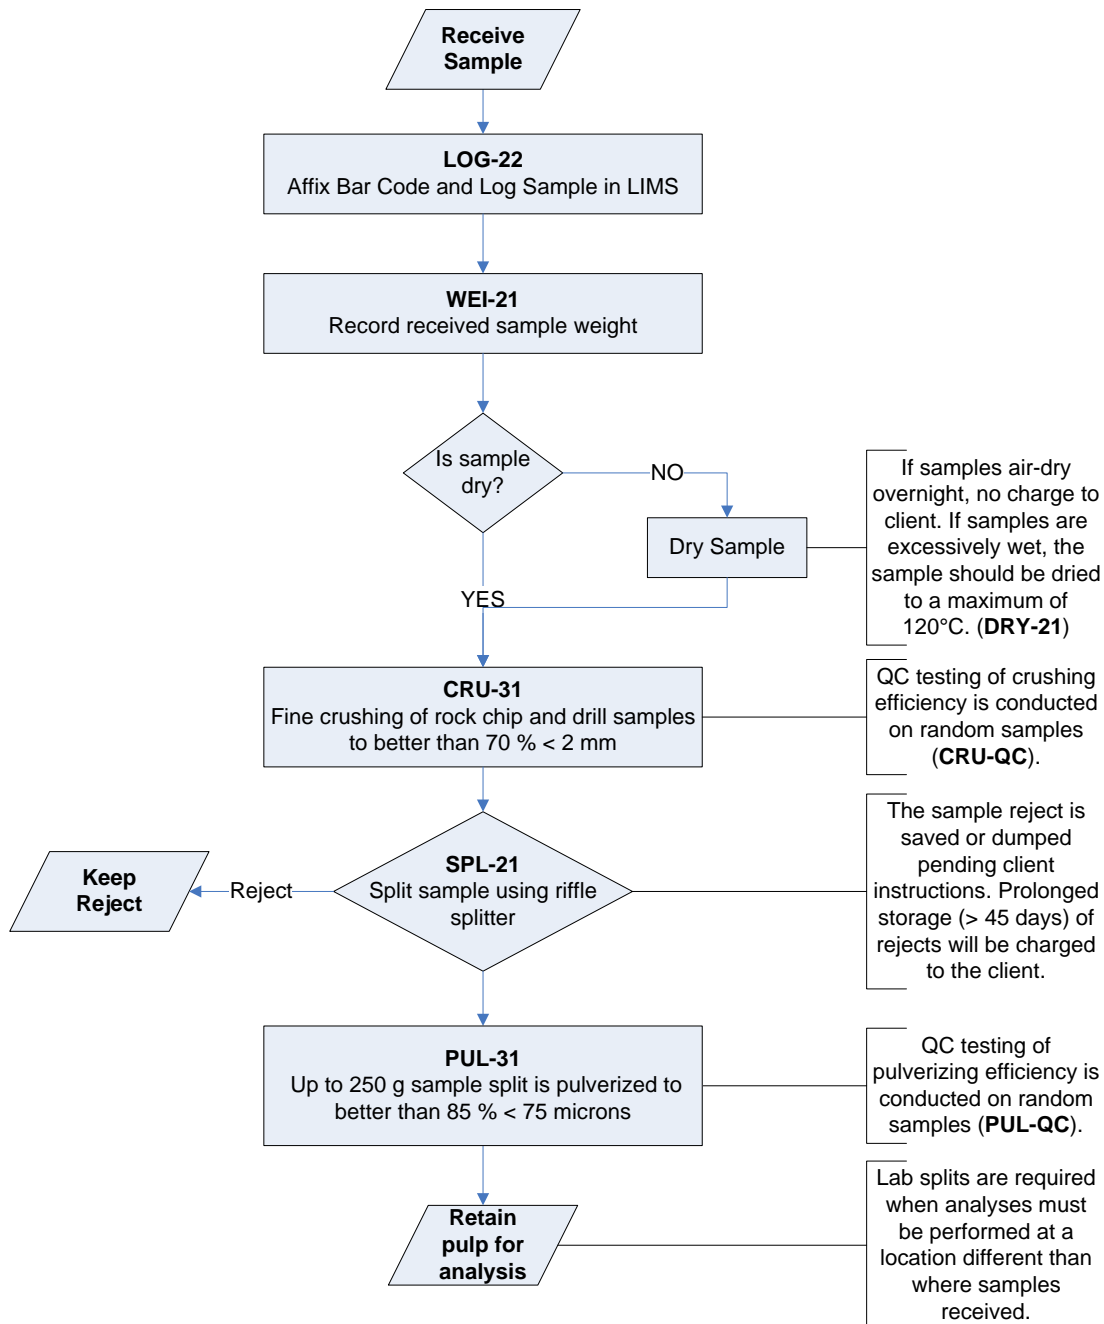 Receive
Sample
LOG-22
Affix Bar Code and Log Sample in LIMS
WEI-21
Record received sample weight
Is sample
dry?
NO
Dry Sample
If samples air-dry
overnight, no charge to
client. If samples are
excessively wet, the
sample should be dried
to a maximum of
120°C. (DRY-21)
YES
CRU-31
Fine crushing of rock chip and drill samples
to better than 70 % < 2 mm
QC testing of crushing
efficiency is conducted
on random samples
(CRU-QC).
SPL-21
Split sample using riffle
splitter
Reject
Keep
Reject
The sample reject is
saved or dumped
pending client
instructions. Prolonged
storage (> 45 days) of
rejects will be charged
to the client.
PUL-31
Up to 250 g sample split is pulverized to
better than 85 % < 75 microns
QC testing of
pulverizing efficiency is
conducted on random
samples (PUL-QC).
Retain
pulp for
analysis
Lab splits are required
when analyses must
be performed at a
location different than
where samples
received.